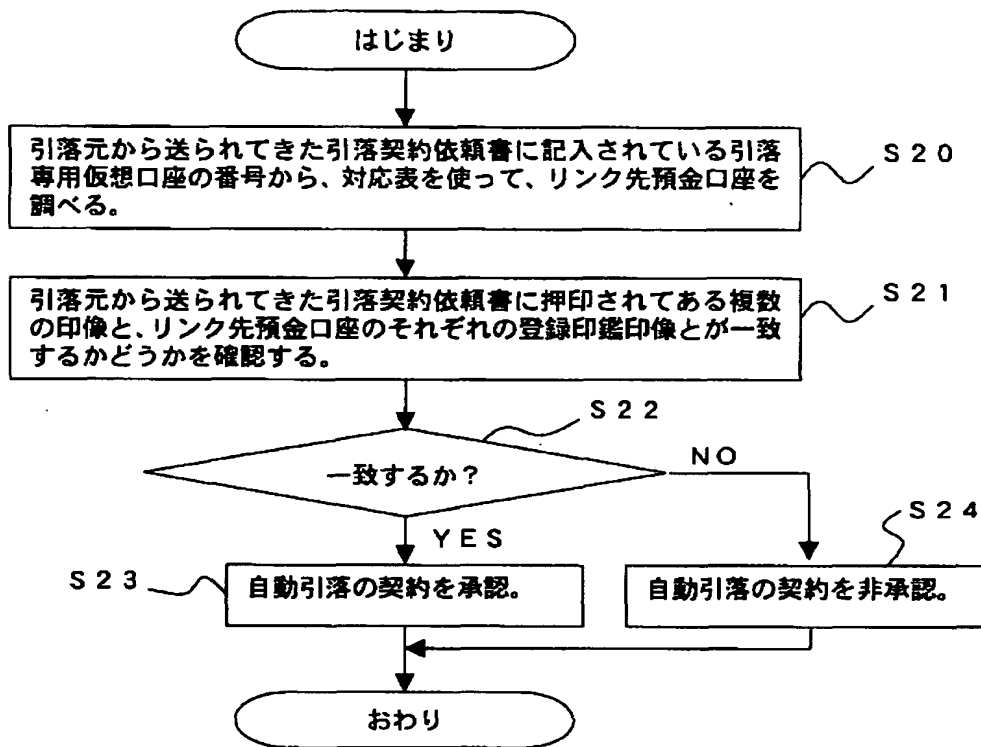 はじまり
引落元から送られてきた引落契約依頼書に記入されている引落
専用仮想口座の番号から、対応表を使って、リンク先預金口座を
調べる。
S20
引落元から送られてきた引落契約依頼書に押印されてある複数
の印像と、リンク先預金口座のそれぞれの登録印鑑印像とが一致
するかどうかを確認する。
S21
S22
一致するか？
NO
YES
S24
S23
自動引落の契約を承認。
自動引落の契約を非承認。
おわり